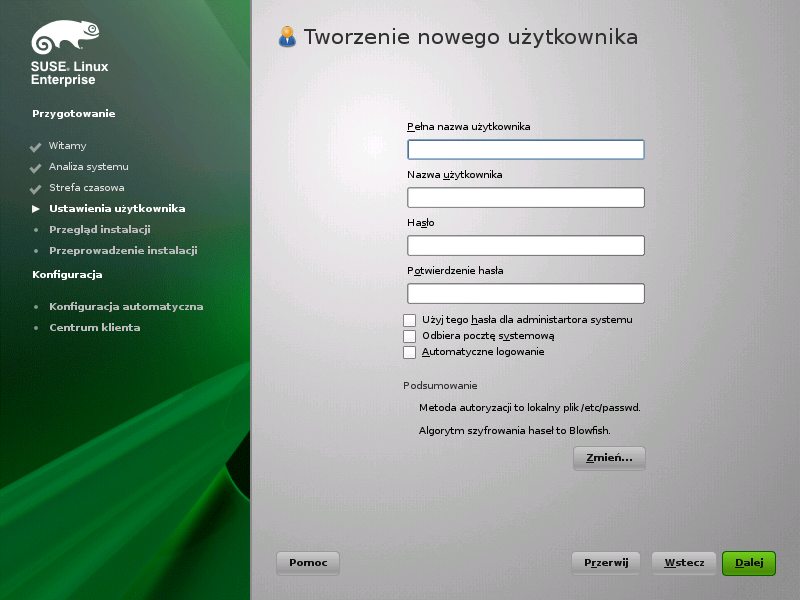 SUSE® Linux
Enterprise
Przygotowanie
Witamy
Analiza systemu
Strefa czasowa
Ustawienia użytkownika
Przegląd instalacji
Przeprowadzenie instalacji
Konfiguracja
Konfiguracja automatyczna
Centrum klienta
Tworzenie nowego użytkownika
Pełna nazwa użytkownika
Nazwa użytkownika
Hasło
Potwierdzenie hasła
Użyj tego hasła dla administartora systemu
Odbiera pocztę systemową
Automatyczne logowanie
Podsumowanie
Metoda autoryzacji to lokalny plik /etc/passwd.
Algorytm szyfrowania haseł to Blowfish.
Zmień...
Pomoc
Przerwij
Wstecz
Dalej